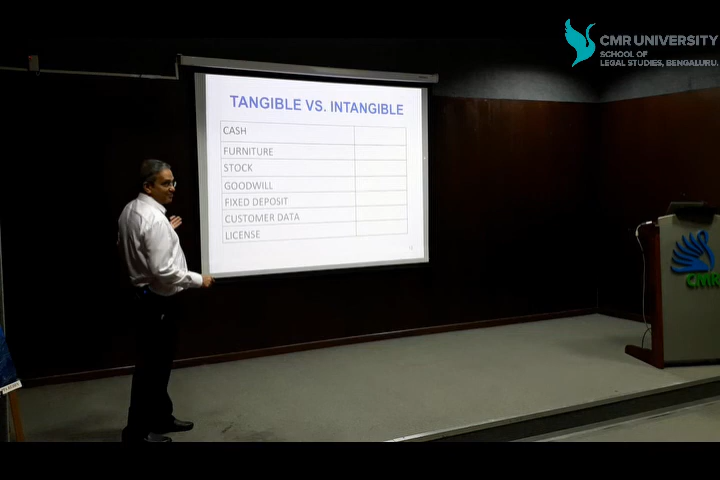 CMR UNIVERSITY
SCHOOL OF
LEGAL STUDIES, BENGALURU.
TANGIBLE VS. INTANGIBLE
CASH
FURNITURE
STOCK
GOODWILL
FIXED DEPOSIT
CUSTOMER DATA
LICENSE
CMR